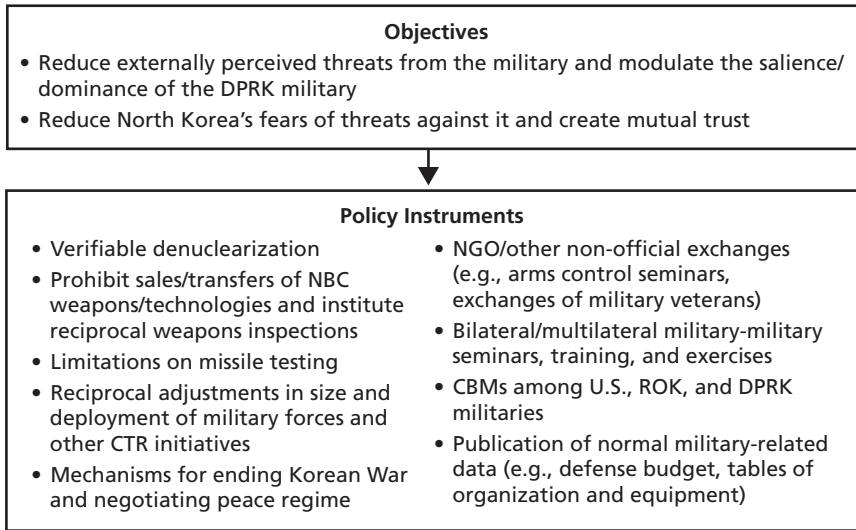 Objectives
• Reduce externally perceived threats from the military and modulate the salience/
dominance of the DPRK military
• Reduce North Korea's fears of threats against it and create mutual trust
Policy Instruments
• Verifiable denuclearization
• Prohibit sales/transfers of NBC
weapons/technologies and institute
reciprocal weapons inspections
• Limitations on missile testing
• Reciprocal adjustments in size and
deployment of military forces and
other CTR initiatives
• Mechanisms for ending Korean War
and negotiating peace regime
• NGO/other non-official exchanges
(e.g., arms control seminars,
exchanges of military veterans)
• Bilateral/multilateral military-military
seminars, training, and exercises
• CBMs among U.S., ROK, and DPRK
militaries
• Publication of normal military-related
data (e.g., defense budget, tables of
organization and equipment)